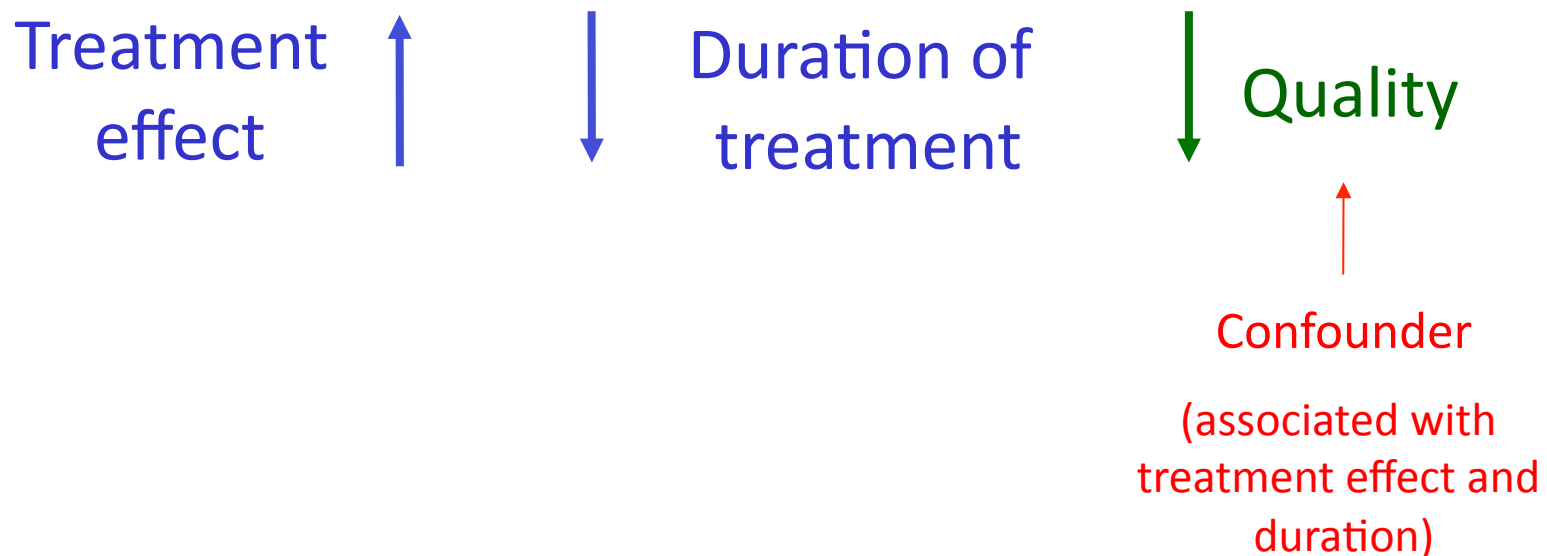 Treatment
effect
Duration of
treatment
Quality
Confounder
(associated with
treatment effect and
duration)